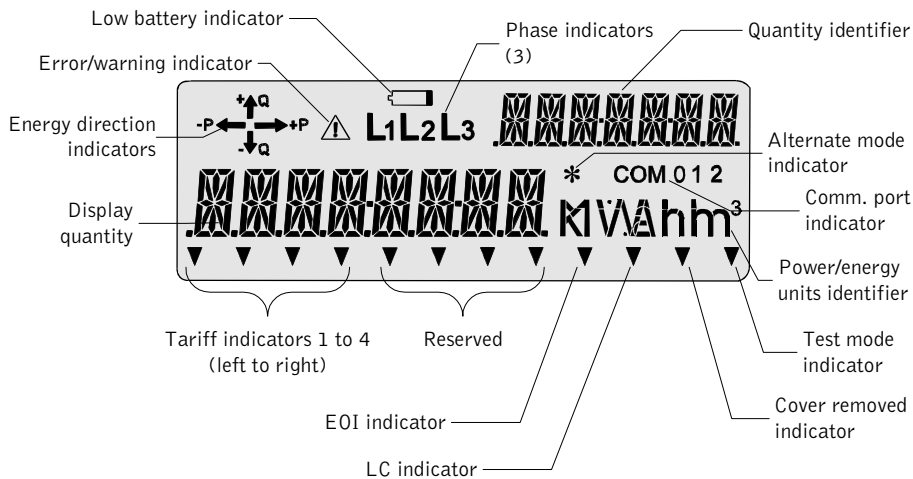 Low battery indicator
Phase indicators
(3)
Quantity identifier
Error/warning indicator
Energy direction
indicators
+Q
-P
+P
-Q
L1L2L3
Alternate mode
indicator
*
COM 0 1 2
Comm. port
indicator
Display
quantity
KMVVAhm³
Power/energy
units identifier
Tariff indicators 1 to 4
(left to right)
Reserved
Test mode
indicator
EOI indicator
Cover removed
indicator
LC indicator